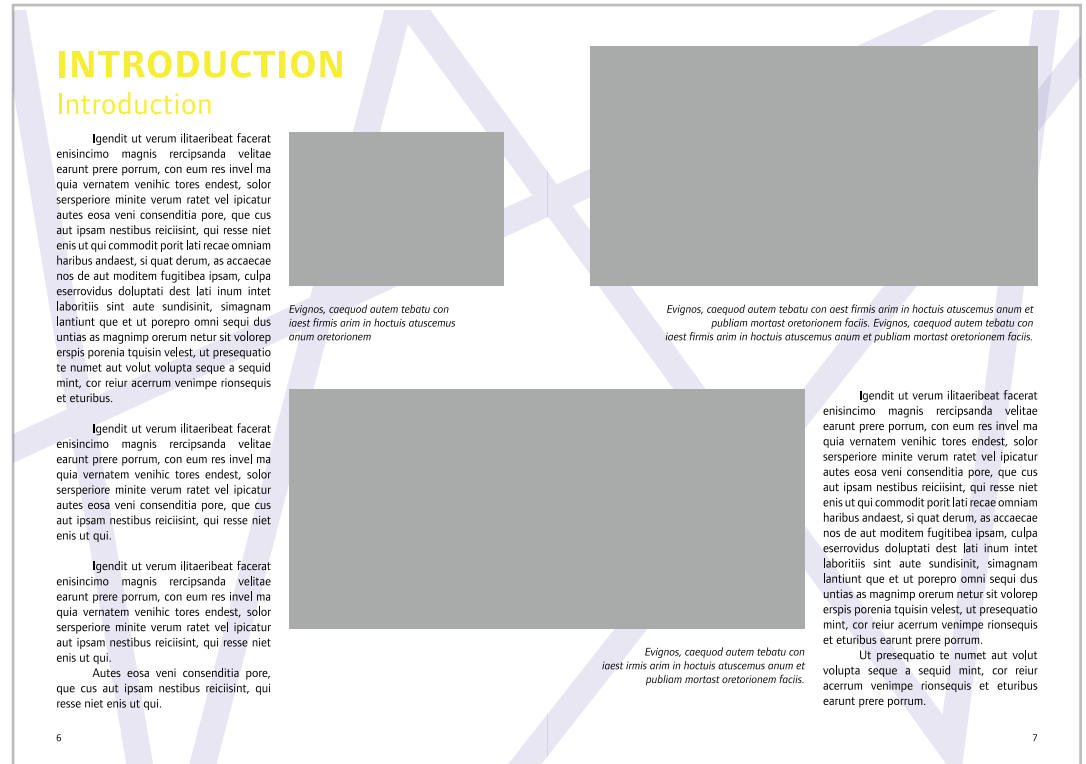 INTRODUCTION
Introduction
Igendit ut verum ilitaeribeat facerat
enisincimo magnis rercipsanda velitae
earunt prere porrum, con eum res invel ma
quia vernatem venihic tores endest, solor
sersperiore minite verum ratet vel ipicatur
autes eosa veni consenditia pore, que cus
aut ipsam nestibus reiciisint, qui resse niet
enis ut qui commodit porit lati recae omniam
haribus andaest, si quat derum, as accaecae
nos de aut moditem fugitibea ipsam, culpa
eserrovidus doluptati dest lati inum intet
laboritiis sint aute sundisinit, simagnam
lantiunt que et ut porepro omni sequi dus
untias as magnimp orerum netur sit volorep
erspis porenia tquisin velest, ut presequatio
te numet aut volut volupta seque a sequid
mint, cor reiur acerrum venimpe rionsequis
et eturibus.
Igendit ut verum ilitaeribeat facerat
enisincimo magnis rercipsanda velitae
earunt prere porrum, con eum res invel ma
quia vernatem venihic tores endest, solor
sersperiore minite verum ratet vel ipicatur
autes eosa veni consenditia pore, que cus
aut ipsam nestibus reiciisint, qui resse niet
enis ut qui.
Igendit ut verum ilitaeribeat facerat
enisincimo magnis rercipsanda velitae
earunt prere porrum, con eum res invel ma
quia vernatem venihic tores endest, solor
sersperiore minite verum ratet vel ipicatur
aut ipsam nestibus reiciisint, qui resse niet
enis ut qui.
Autes eosa veni consenditia pore,
que cus aut ipsam nestibus reiciisint, qui
resse niet enis ut qui.
Evignos, caequod autem tebatu con
iaest firmis arim in hoctuis atuscemus
anum oretorionem
Evignos, caequod autem tebatu con aest firmis arim in hoctuis atuscemus anum et
publiam mortast oretorionem faciis. Evignos, caequod autem tebatu con
iaest firmis arim in hoctuis atuscemus anum et publiam mortast oretorionem faciis.
Evignos, caequod autem tebatu con
iaest irmis arim in hoctuis atuscemus anum et
publiam mortast oretorionem faciis.
Igendit ut verum ilitaeribeat facerat
enisincimo magnis rercipsanda velitae
earunt prere porrum, con eum res invel ma
quia vernatem venihic tores endest, solor
sersperiore minite verum ratet vel ipicatur
autes eosa veni consenditia pore, que cus
aut ipsam nestibus reiciisint, qui resse niet
enis ut qui commodit porit lati recae omniam
haribus andaest, si quat derum, as accaecae
nos de aut moditem fugitibea ipsam, culpa
eserrovidus doluptati dest lati inum intet
laboritiis sint aute sundisinit, simagnam
lantiunt que et ut porepro omni sequi dus
untias as magnimp orerum netur sit volorep
erspis porenia tquisin velest, ut presequatio
mint, cor reiur acerrum venimpe rionsequis
et eturibus earunt prere porrum.
Ut presequatio te numet aut volut
volupta seque a sequid mint, cor reiur
acerrum venimpe rionsequis et eturibus
earunt prere porrum.
6
7